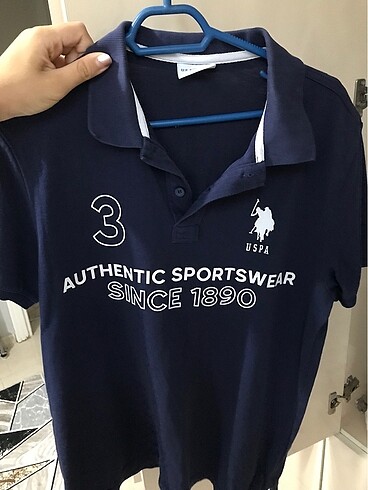 3
USPA
AUTHENTIC SPORTSWEAR
SINCE 1890